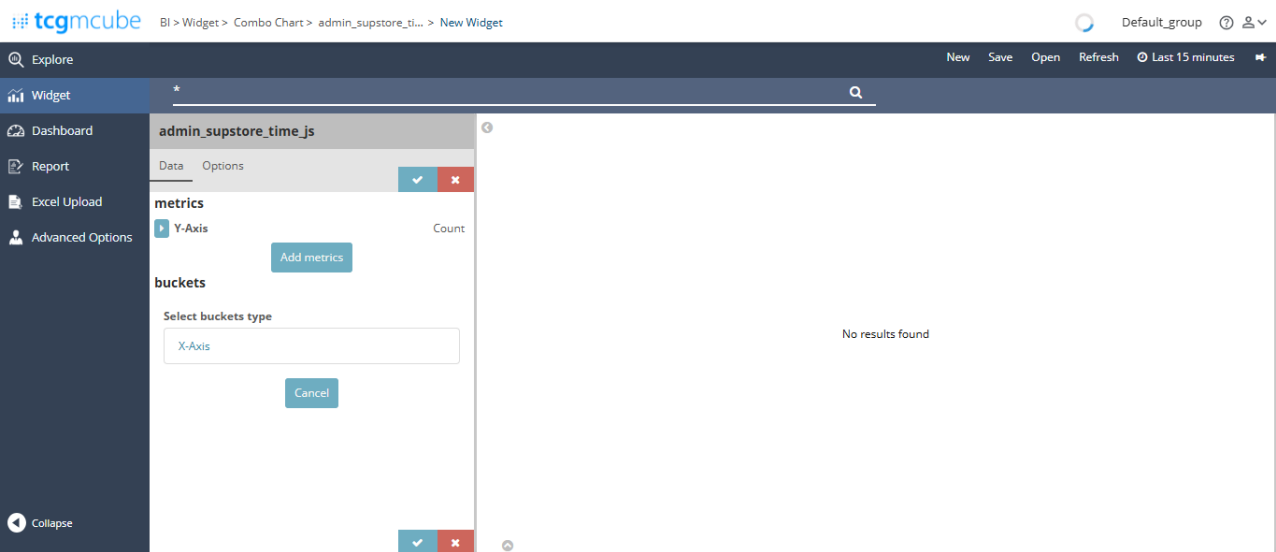 tcgmcube
BI > Widget > Combo Chart > admin_supstore_ti... > New Widget
Default_group
Explore
New
Save
Open
Refresh
Last 15 minutes
Widget
*
Dashboard
Report
Excel Upload
Advanced Options
Collapse
admin_supstore_time_js
Data
Options
metrics
Y-Axis
Count
Add metrics
buckets
Select buckets type
X-Axis
Cancel
No results found